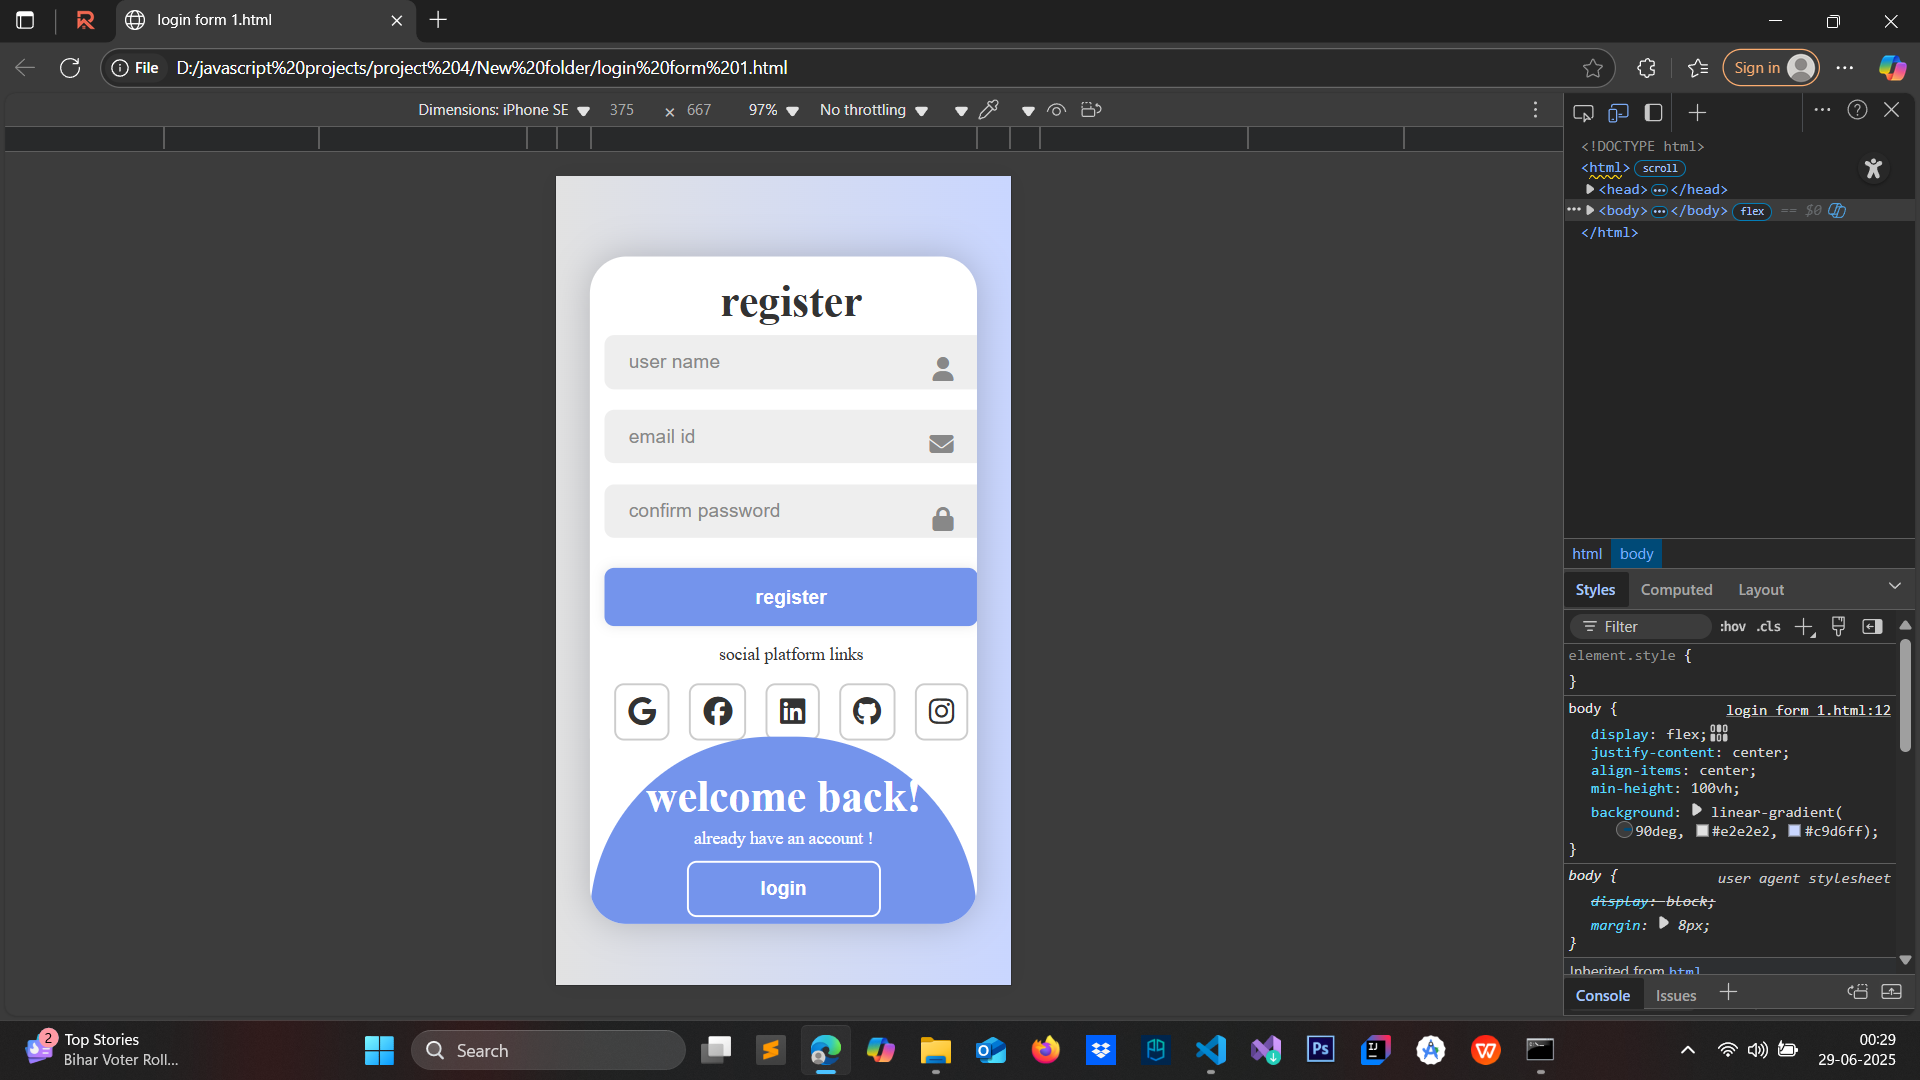 login form 1.html
File
D:/javascript%20projects/project%204/New%20folder/login%20form%201.html
Sign in
Dimensions: iPhone SE
375
×
667
97%
No throttling
register
user name
email id
confirm password
register
social platform links
welcome back!
already have an account !
login
<!DOCTYPE html>
<html>
scroll
<head>
</head>
<body>
</body>
flex
== $0
</html>
html
body
Styles
Computed
Layout
Filter
:hov
.cls
element.style {
}
body {
login form 1.html:12
display: flex;
justify-content: center;
align-items: center;
min-height: 100vh;
background: linear-gradient(
90deg, #e2e2e2, #c9d6ff);
}
body {
user agent stylesheet
display: block;
margin: 8px;
}
Inherited from html
Console
Issues
2
Top Stories
Bihar Voter Roll...
Search
Ps
IJ
00:29
29-06-2025